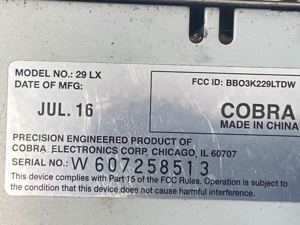 MODEL NO.: 29 LX
FCC ID: BBO3K229LTDW
DATE OF MFG:
JUL. 16
COBRA
MADE IN CHINA
PRECISION ENGINEERED PRODUCT OF
COBRA ELECTRONICS CORP, CHICAGO, IL 60707
SERIAL NO.: W 607258513
This device complies with Part 15 of the FCC Rules. Operation is subject
to the condition that this device does not cause harmful interference.